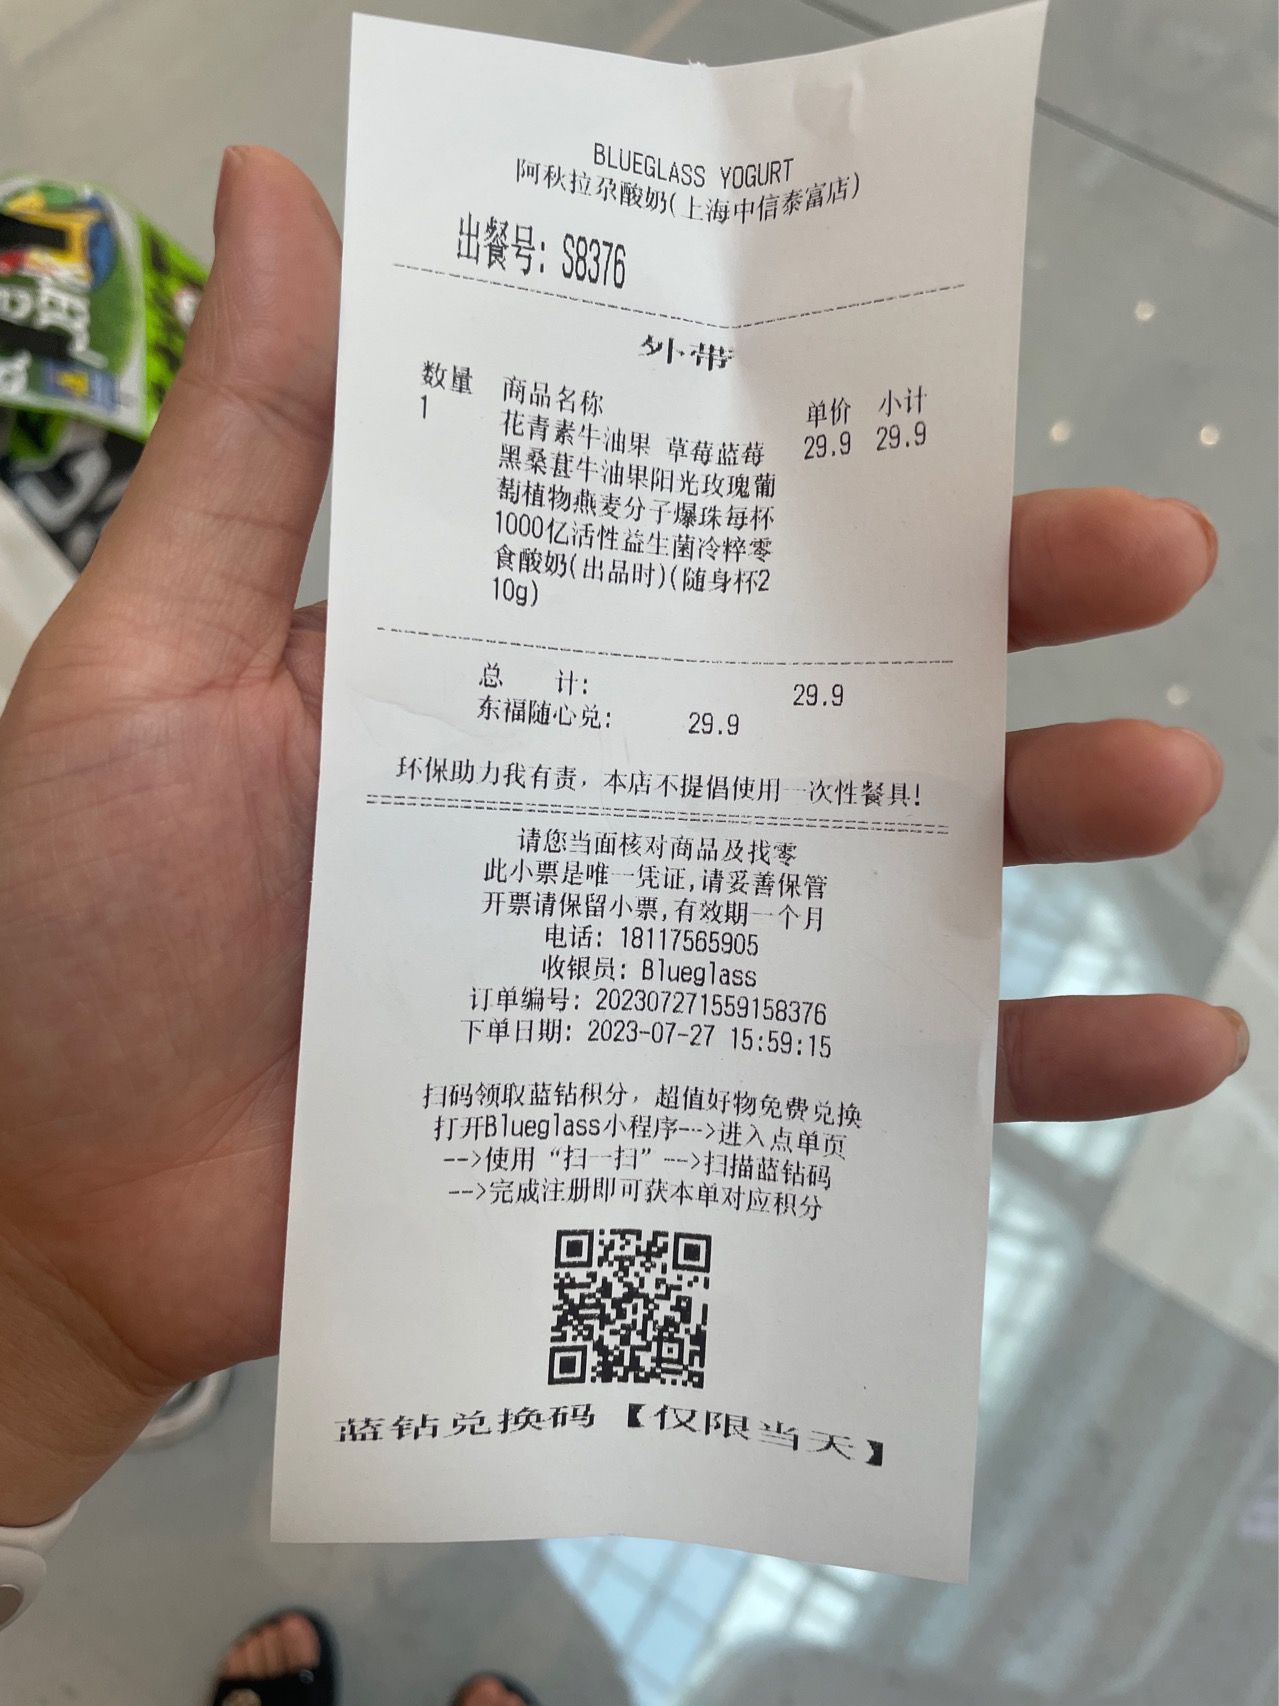 BLUEGLASS YOGURT
阿秋拉尕酸奶(上海中信泰富店)
出餐号: S8376
外带
数量 商品名称 单价 小计
1 花青素牛油果 草莓蓝莓 29.9 29.9
黑桑葚牛油果阳光玫瑰葡
萄植物燕麦分子爆珠每杯
1000亿活性益生菌冷粹零
食酸奶(出品时)(随身杯2
10g)
总 计: 29.9
东福随心兑: 29.9
环保助力我有责，本店不提倡使用一次性餐具!
请您当面核对商品及找零
此小票是唯一凭证,请妥善保管
开票请保留小票,有效期一个月
电话: 18117565905
收银员: Blueglass
订单编号: 202307271559158376
下单日期: 2023-07-27 15:59:15
扫码领取蓝钻积分，超值好物免费兑换
打开Blueglass小程序-->进入点单页
-->使用“扫一扫”-->扫描蓝钻码
-->完成注册即可获本单对应积分
蓝钻兑换码【仅限当天】